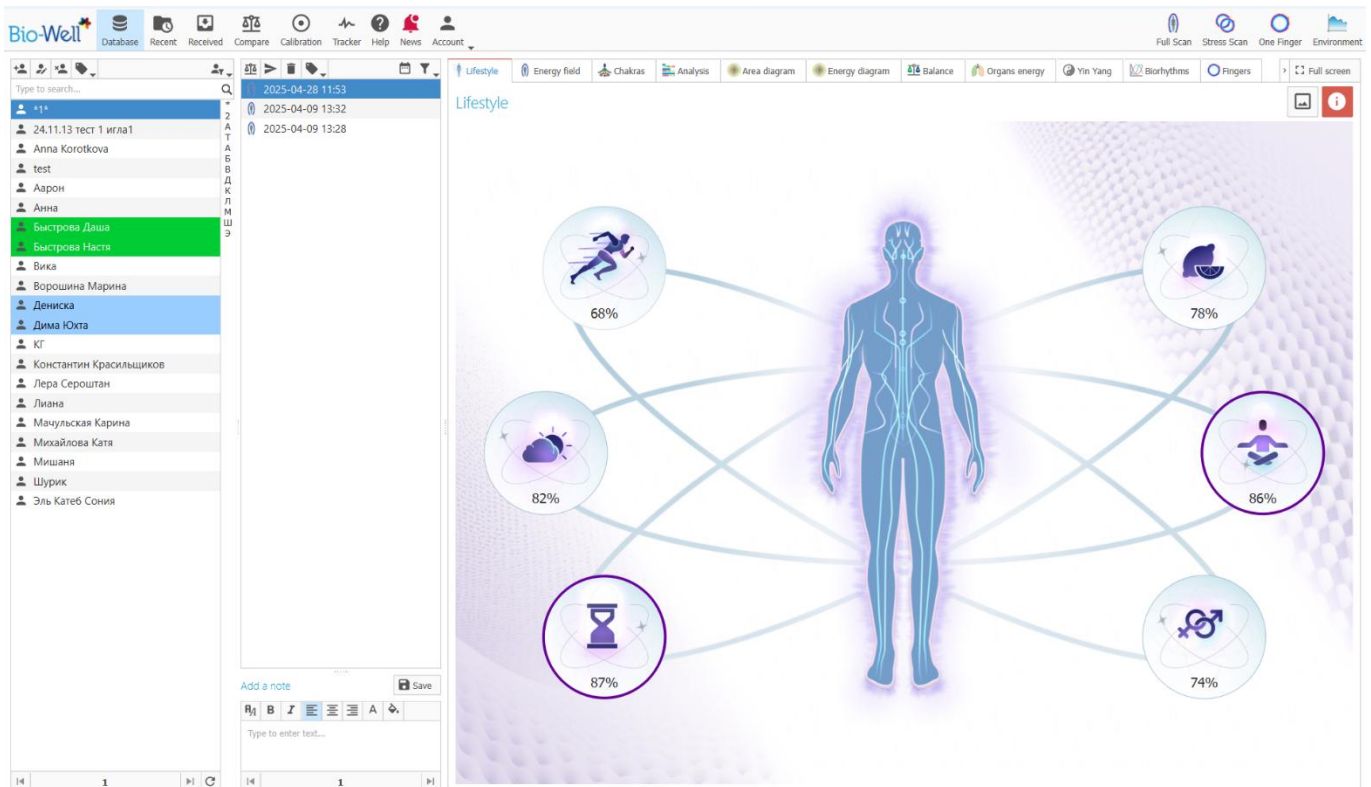 Bio-Well
Database
Recent
Received
Compare
Calibration
Tracker
Help
News
Account
Full Scan
Stress Scan
One Finger
Environment
Type to search...
*1*
24.11.13 тест 1 игла1
Anna Korotkova
test
Аарон
Анна
Быстрова Даша
Быстрова Настя
Вика
Ворошина Марина
Дениска
Дима Юхта
КГ
Константин Красильщиков
Лера Сероштан
Лиана
Мачульская Карина
Михайлова Катя
Мишаня
Шурик
Эль Катеб Сония
*
2
A
T
А
Б
В
Д
К
Л
М
Ш
Э
1
2025-04-28 11:53
2025-04-09 13:32
2025-04-09 13:28
Add a note
Save
B I A
Type to enter text...
1
Lifestyle
Energy field
Chakras
Analysis
Area diagram
Energy diagram
Balance
Organs energy
Yin Yang
Biorhythms
Fingers
Full screen
Lifestyle
68%
78%
82%
86%
87%
74%